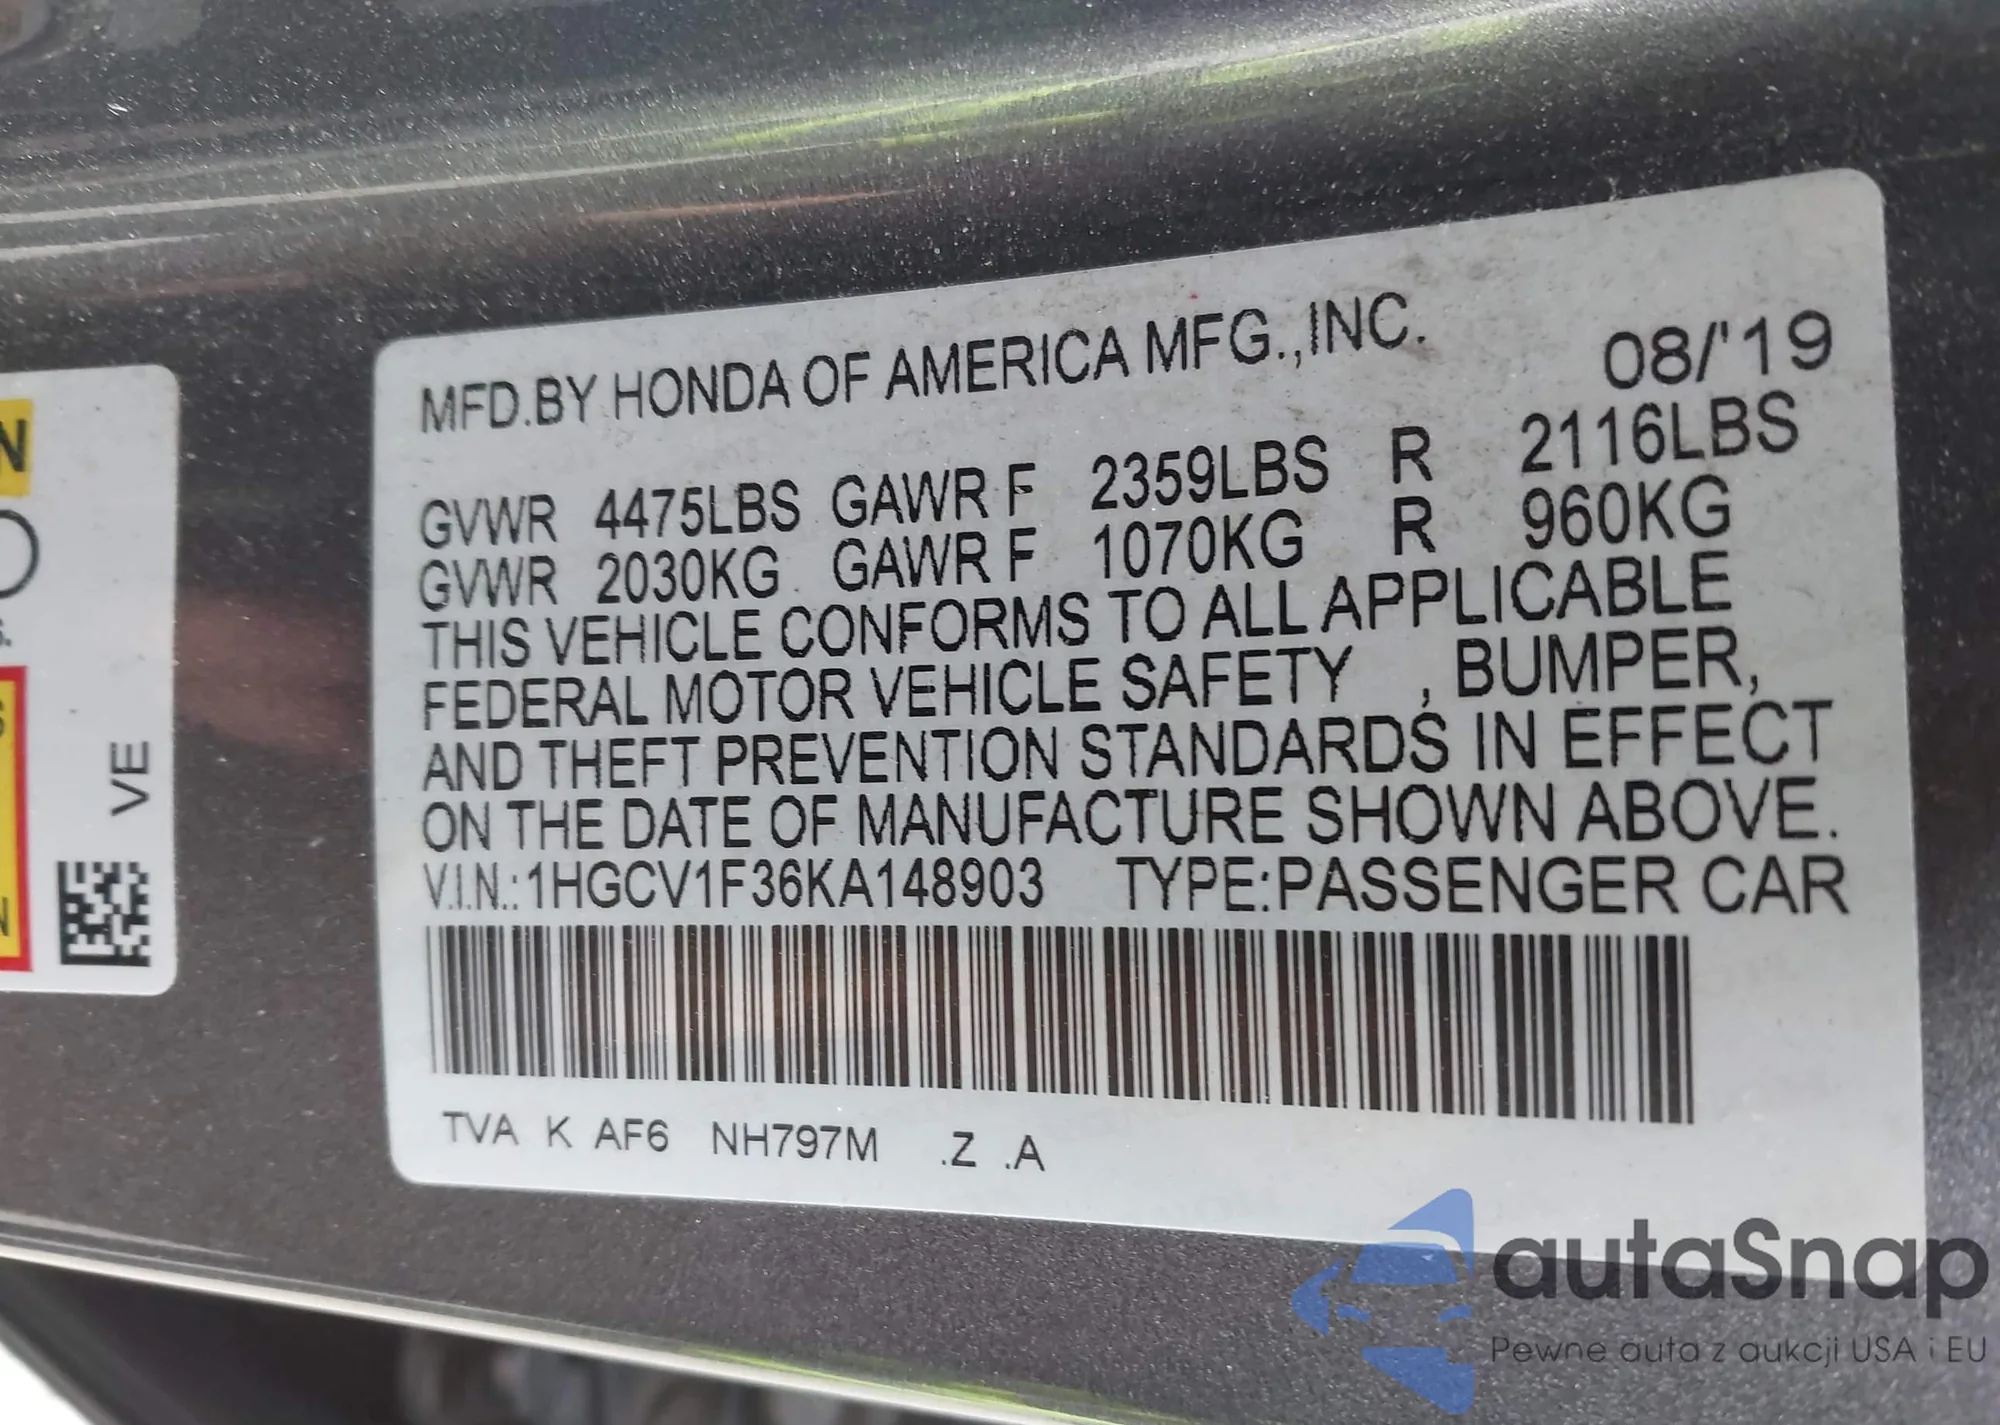 MFD.BY HONDA OF AMERICA MFG.,INC. 08/'19
GVWR 4475LBS GAWR F 2359LBS R 2116LBS
GVWR 2030KG GAWR F 1070KG R 960KG
THIS VEHICLE CONFORMS TO ALL APPLICABLE
FEDERAL MOTOR VEHICLE SAFETY , BUMPER,
AND THEFT PREVENTION STANDARDS IN EFFECT
ON THE DATE OF MANUFACTURE SHOWN ABOVE.
V.I.N.:1HGCV1F36KA148903 TYPE:PASSENGER CAR
TVA K AF6 NH797M .Z .A
VE
autaSnap
Pewne auta z aukcji USA i EU